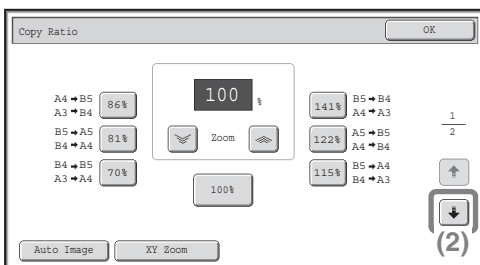 Copy Ratio
OK
A4➔B5
A3➔B4
86%
B5➔A5
B4➔A4
81%
B4➔B5
A3➔A4
70%
100 %
Zoom
100%
141%
B5➔B4
A4➔A3
122%
A5➔B5
A4➔B4
115%
B5➔A4
B4➔A3
1
2
(2)
Auto Image
XY Zoom